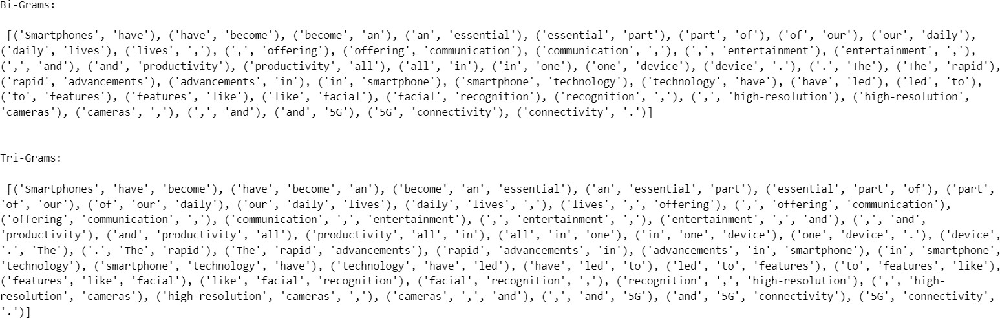 Bi-Grams:
[('Smartphones', 'have'), ('have', 'become'), ('become', 'an'), ('an', 'essential'), ('essential', 'part'), ('part', 'of'), ('of', 'our'), ('our', 'daily'),
('daily', 'lives'), ('lives', ','), (',', 'offering'), ('offering', 'communication'), ('communication', ','), (',', 'entertainment'), ('entertainment', ','),
(',', 'and'), ('and', 'productivity'), ('productivity', 'all'), ('all', 'in'), ('in', 'one'), ('one', 'device'), ('device', '.'), ('.', 'The'), ('The', 'rapid'),
('rapid', 'advancements'), ('advancements', 'in'), ('in', 'smartphone'), ('smartphone', 'technology'), ('technology', 'have'), ('have', 'led'), ('led', 'to'),
('to', 'features'), ('features', 'like'), ('like', 'facial'), ('facial', 'recognition'), ('recognition', ','), (',', 'high-resolution'), ('high-resolution',
'cameras'), ('cameras', ','), (',', 'and'), ('and', '5G'), ('5G', 'connectivity'), ('connectivity', '.')]
Tri-Grams:
[('Smartphones', 'have', 'become'), ('have', 'become', 'an'), ('become', 'an', 'essential'), ('an', 'essential', 'part'), ('essential', 'part', 'of'), ('part',
'of', 'our'), ('of', 'our', 'daily'), ('our', 'daily', 'lives'), ('daily', 'lives', ','), ('lives', ',', 'offering'), (',', 'offering', 'communication'),
('offering', 'communication', ','), ('communication', ',', 'entertainment'), (',', 'entertainment', ','), ('entertainment', ',', 'and'), (',', 'and',
'productivity'), ('and', 'productivity', 'all'), ('productivity', 'all', 'in'), ('all', 'in', 'one'), ('in', 'one', 'device'), ('one', 'device', '.'), ('device',
'.', 'The'), ('.', 'The', 'rapid'), ('The', 'rapid', 'advancements'), ('rapid', 'advancements', 'in'), ('advancements', 'in', 'smartphone'), ('in', 'smartphone',
'technology'), ('smartphone', 'technology', 'have'), ('technology', 'have', 'led'), ('have', 'led', 'to'), ('led', 'to', 'features'), ('to', 'features', 'like'),
('features', 'like', 'facial'), ('like', 'facial', 'recognition'), ('facial', 'recognition', ','), ('recognition', ',', 'high-resolution'), (',', 'high-
resolution', 'cameras'), ('high-resolution', 'cameras', ','), ('cameras', ',', 'and'), (',', 'and', '5G'), ('and', '5G', 'connectivity'), ('5G', 'connectivity',
'.')]